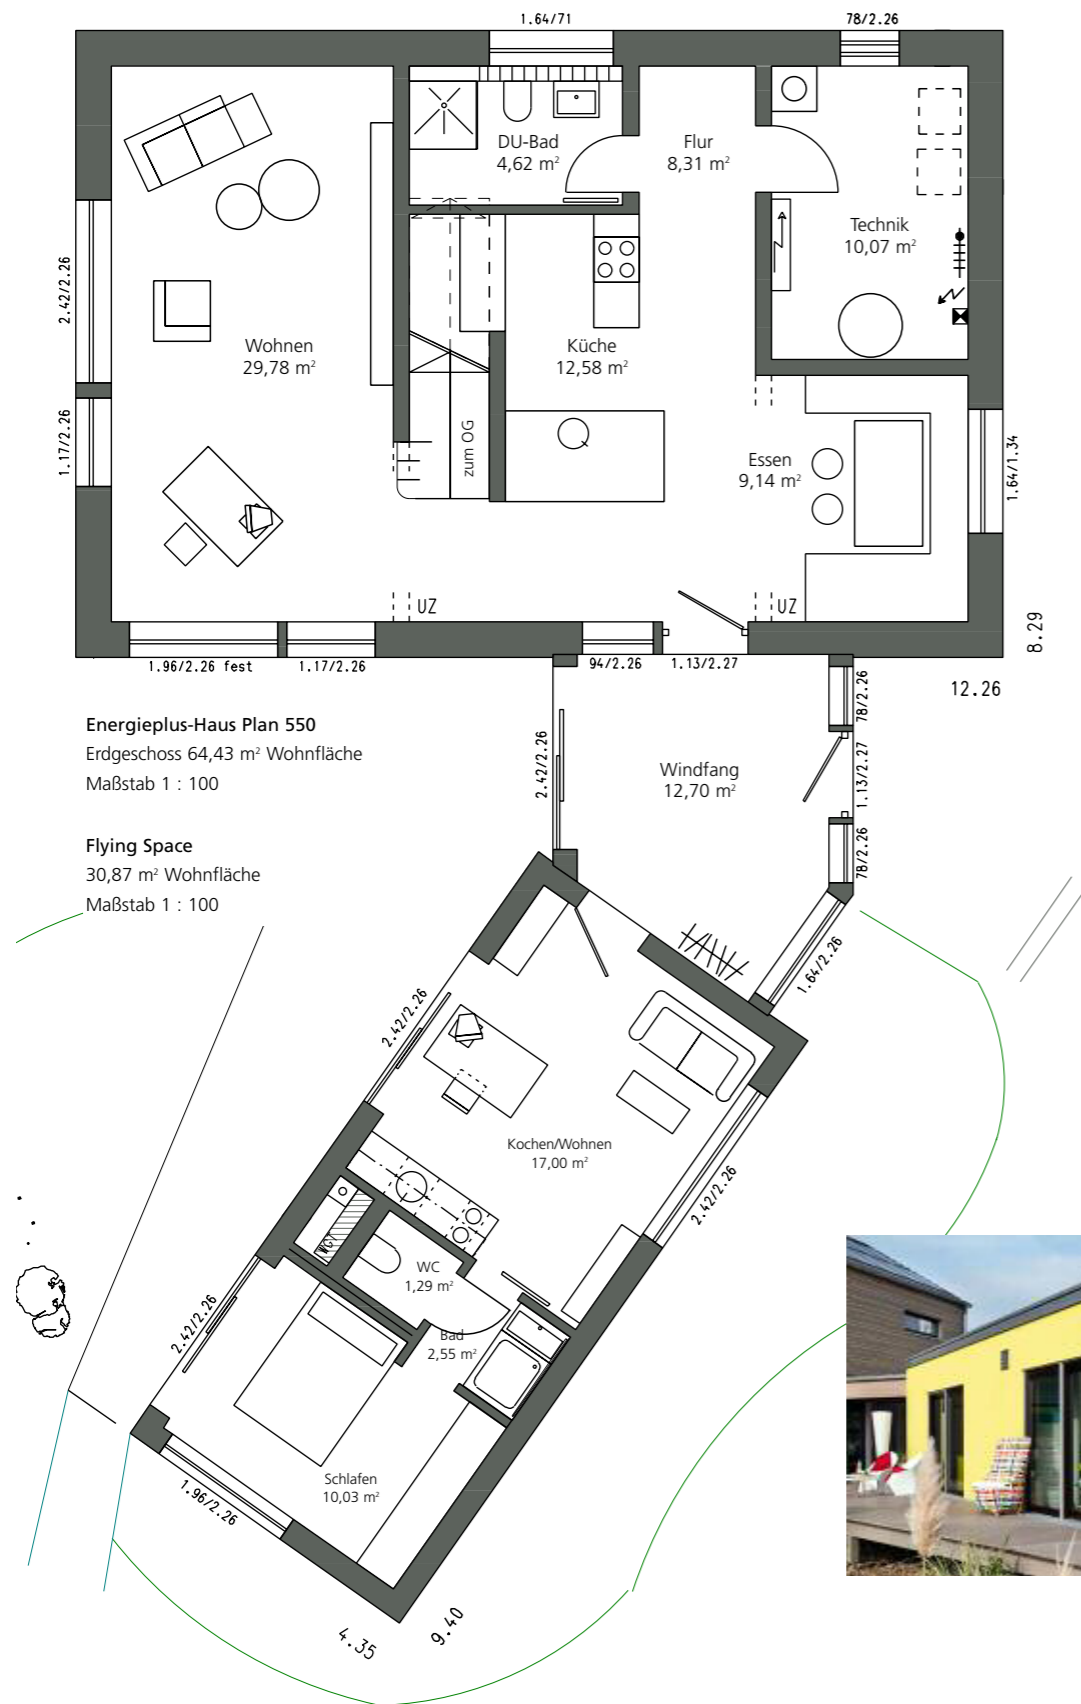 1.64/71
78/2.26
DU-Bad
4,62 m²
Flur
8,31 m²
Technik
10,07 m²
2.42/2.26
Wohnen
29,78 m²
Küche
12,58 m²
1.17/2.26
zum OG
Essen
9,14 m²
1.64/1.34
UZ
UZ
8.29
1.96/2.26 fest
1.17/2.26
94/2.26
1.13/2.27
12.26
Energieplus-Haus Plan 550
Erdgeschoss 64,43 m² Wohnfläche
Maßstab 1 : 100
Flying Space
30,87 m² Wohnfläche
Maßstab 1 : 100
2.42/2.26
Windfang
12,70 m²
78/2.26
1.13/2.27
78/2.26
1.64/2.26
2.42/2.26
Kochen/Wohnen
17,00 m²
2.42/2.26
WC
1,29 m²
Bad
2,55 m²
2.42/2.26
Schlafen
10,03 m²
1.96/2.26
4.35
9.40